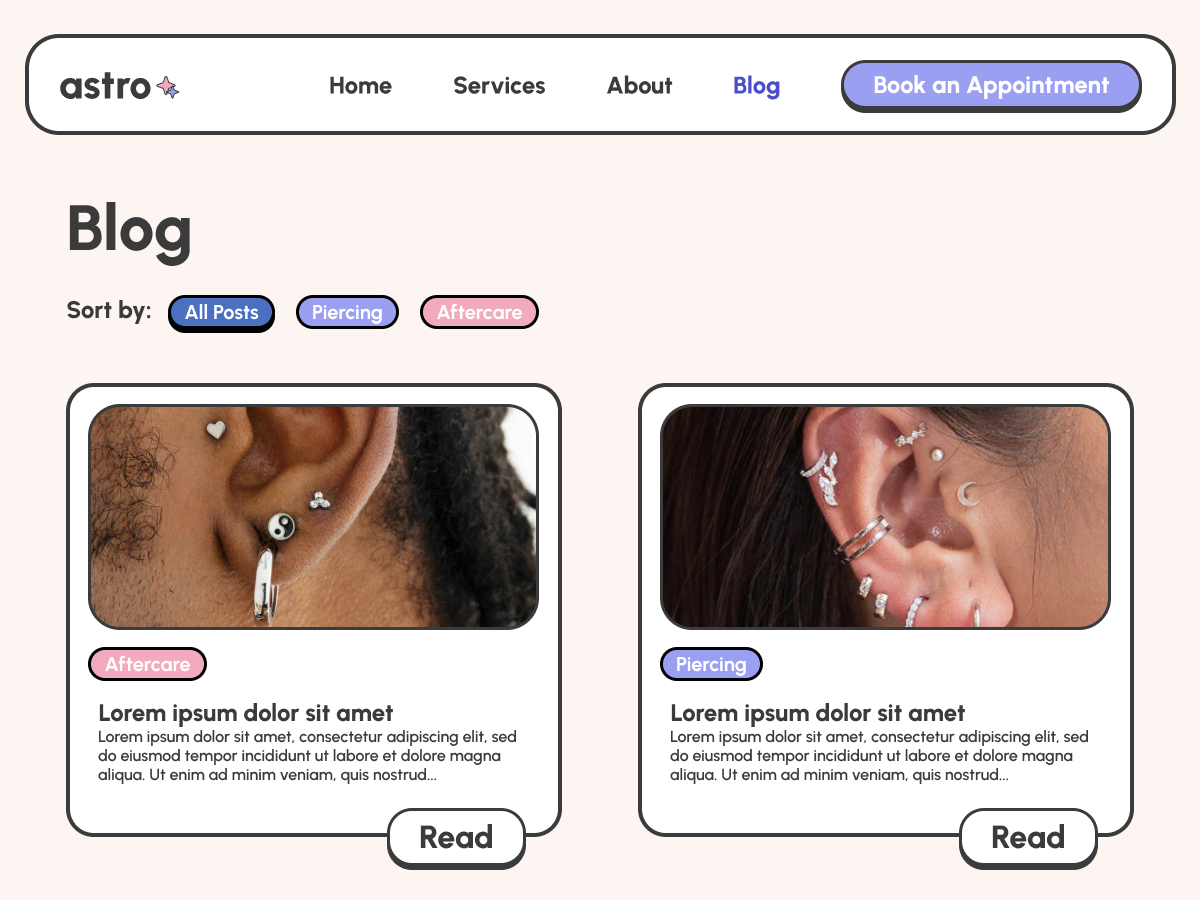 astro
Home Services About Blog Book an Appointment
Blog
Sort by: All Posts Piercing Aftercare
Aftercare
Lorem ipsum dolor sit amet
Lorem ipsum dolor sit amet, consectetur adipiscing elit, sed
do eiusmod tempor incididunt ut labore et dolore magna
aliqua. Ut enim ad minim veniam, quis nostrud...
Read
Piercing
Lorem ipsum dolor sit amet
Lorem ipsum dolor sit amet, consectetur adipiscing elit, sed
do eiusmod tempor incididunt ut labore et dolore magna
aliqua. Ut enim ad minim veniam, quis nostrud...
Read